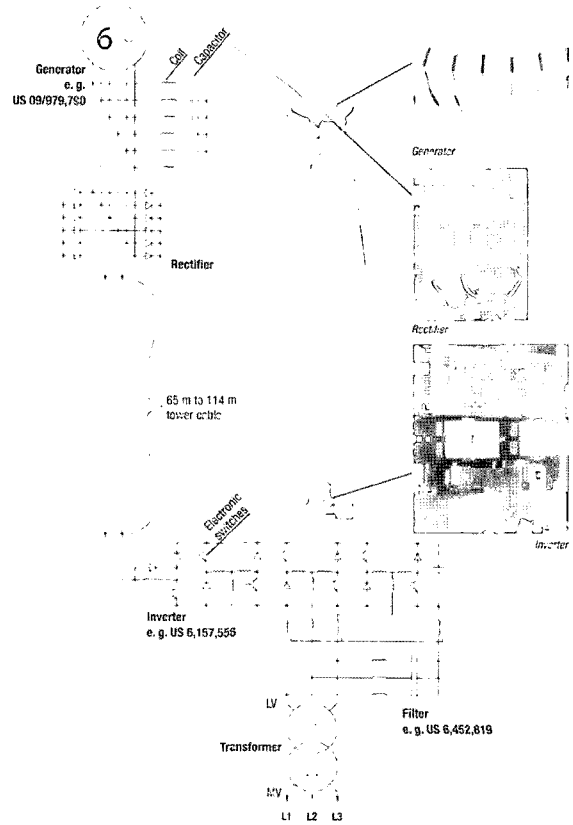 6
Generator
e. g.
US 09/979,790
Coil
Capacitor
Generator
Rectifier
Rectifier
65 m to 114 m
tower cable
Electronic
switches
Inverter
Inverter
e. g. US 6,157,556
LV
Filter
e. g. US 6,452,819
Transformer
MV
L1 L2 L3